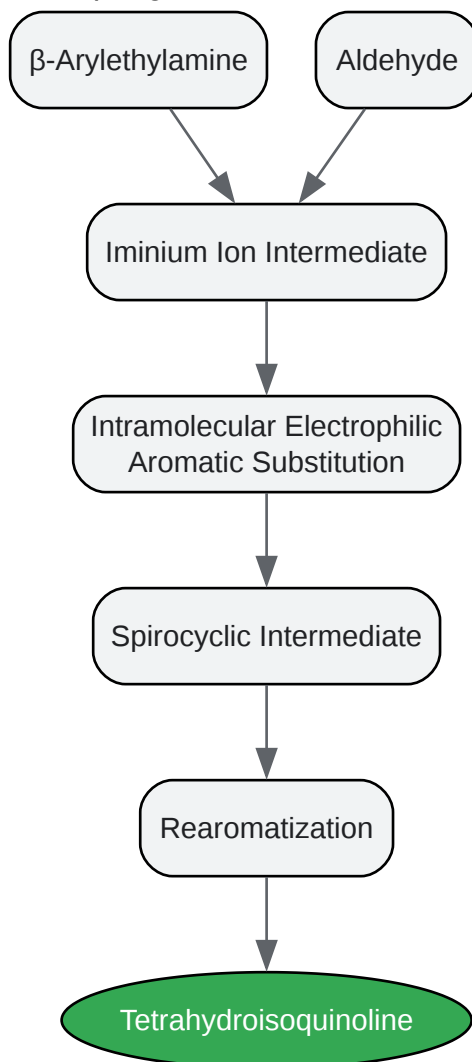 β-Arylethylamine
Aldehyde
Iminium Ion Intermediate
Intramolecular Electrophilic
Aromatic Substitution
Spirocyclic Intermediate
Rearomatization
Tetrahydroisoquinoline